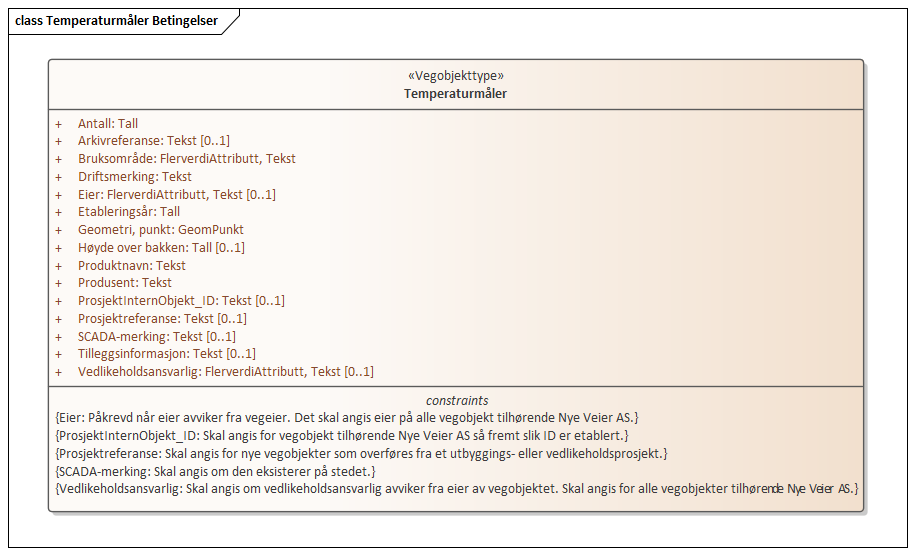 class Temperaturmåler Betingelser
«Vegobjekttype»
Temperaturmåler
+ Antall: Tall
+ Arkivreferanse: Tekst [0..1]
+ Bruksområde: FlerverdiAttributt, Tekst
+ Driftsmerking: Tekst
+ Eier: FlerverdiAttributt, Tekst [0..1]
+ Etableringsår: Tall
+ Geometri, punkt: GeomPunkt
+ Høyde over bakken: Tall [0..1]
+ Produktnavn: Tekst
+ Produsent: Tekst
+ ProsjektInternObjekt_ID: Tekst [0..1]
+ Prosjektreferanse: Tekst [0..1]
+ SCADA-merking: Tekst [0..1]
+ Tilleggsinformasjon: Tekst [0..1]
+ Vedlikeholdsansvarlig: FlerverdiAttributt, Tekst [0..1]
constraints
{Eier: Påkrevd når eier avviker fra vegeier. Det skal angis eier på alle vegobjekt tilhørende Nye Veier AS.}
{ProsjektInternObjekt_ID: Skal angis for vegobjekt tilhørende Nye Veier AS så fremt slik ID er etablert.}
{Prosjektreferanse: Skal angis for nye vegobjekter som overføres fra et utbyggings- eller vedlikeholdsprosjekt.}
{SCADA-merking: Skal angis om den eksisterer på stedet.}
{Vedlikeholdsansvarlig: Skal angis om vedlikeholdsansvarlig avviker fra eier av vegobjektet. Skal angis for alle vegobjekter tilhørende Nye Veier AS.}